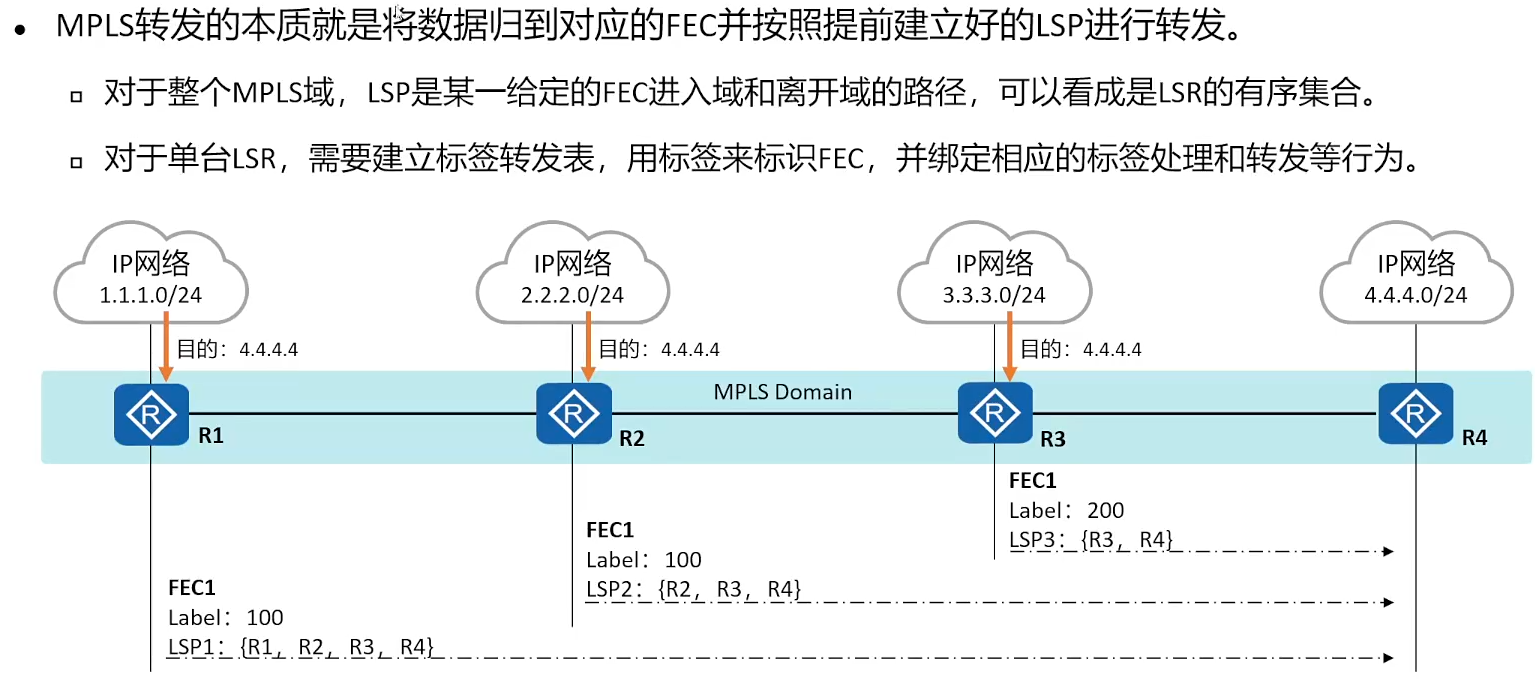 • MPLS转发的本质就是将数据归到对应的FEC并按照提前建立好的LSP进行转发。
▫ 对于整个MPLS域，LSP是某一给定的FEC进入域和离开域的路径，可以看成是LSR的有序集合。
▫ 对于单台LSR，需要建立标签转发表，用标签来标识FEC，并绑定相应的标签处理和转发等行为。
IP网络
1.1.1.0/24
IP网络
2.2.2.0/24
IP网络
3.3.3.0/24
IP网络
4.4.4.0/24
目的：4.4.4.4
目的：4.4.4.4
目的：4.4.4.4
MPLS Domain
R
R1
R
R2
R
R3
R
R4
FEC1
Label：200
LSP3：{R3，R4}
FEC1
Label：100
LSP2：{R2，R3，R4}
FEC1
Label：100
LSP1：{R1，R2，R3，R4}